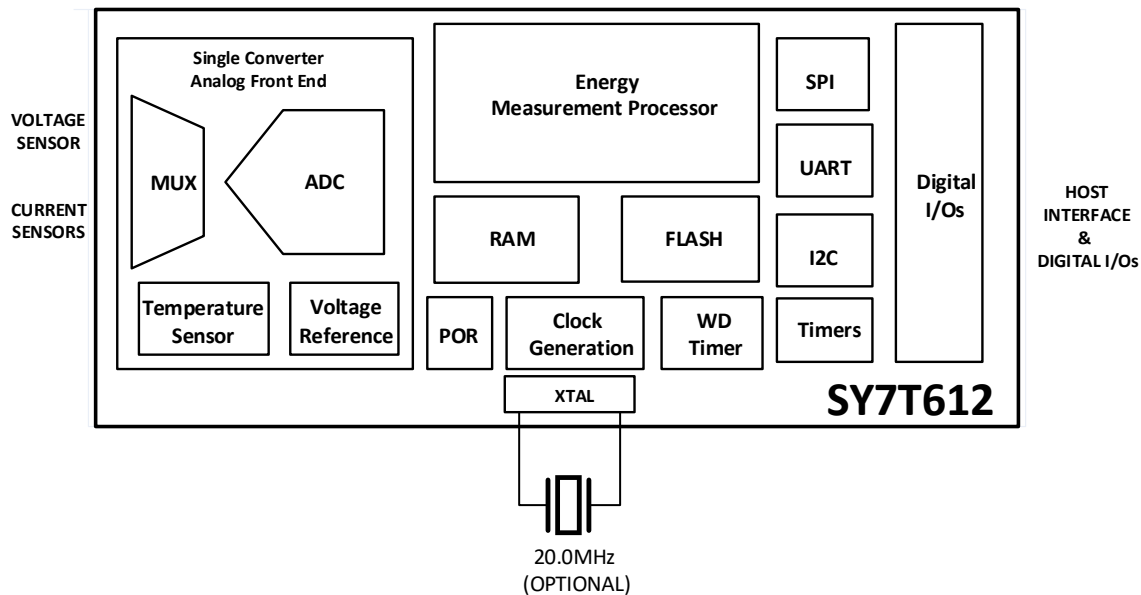 Single Converter
Analog Front End
VOLTAGE
SENSOR
CURRENT
SENSORS
MUX
ADC
Temperature
Sensor
Voltage
Reference
Energy
Measurement Processor
RAM
FLASH
POR
Clock
Generation
WD
Timer
SPI
UART
I2C
Timers
Digital
I/Os
HOST
INTERFACE
&
DIGITAL I/Os
XTAL
SY7T612
20.0MHz
(OPTIONAL)